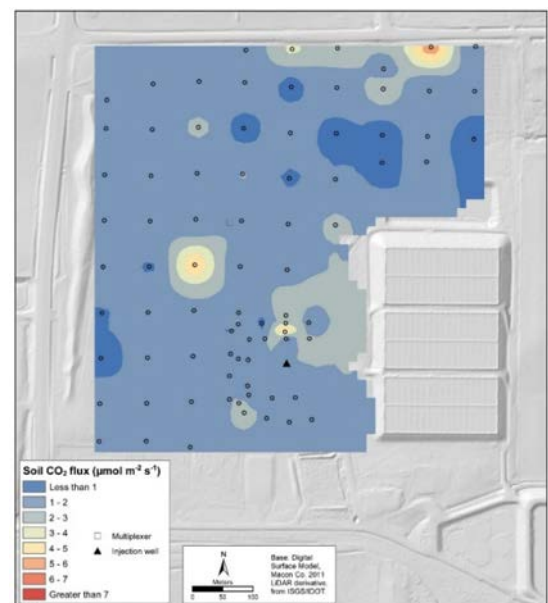 Soil CO₂ flux (µmol m⁻² s⁻¹)
Less than 1
1 - 2
2 - 3
3 - 4
4 - 5
5 - 6
6 - 7
Greater than 7
Multiplexer
Injection well
N
Meters
0 50 100
Base: Digital
Surface Model,
Macon Co. 2011
LiDAR derivative,
from ISGS/IDOT.